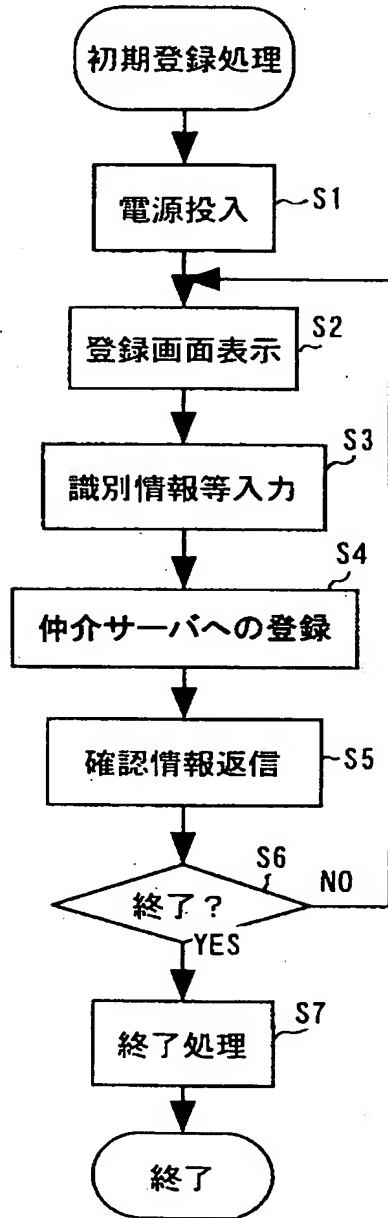 初期登録処理
電源投入 S1
登録画面表示 S2
識別情報等入力 S3
仲介サーバへの登録 S4
確認情報返信 S5
終了? S6 NO
YES
終了処理 S7
終了